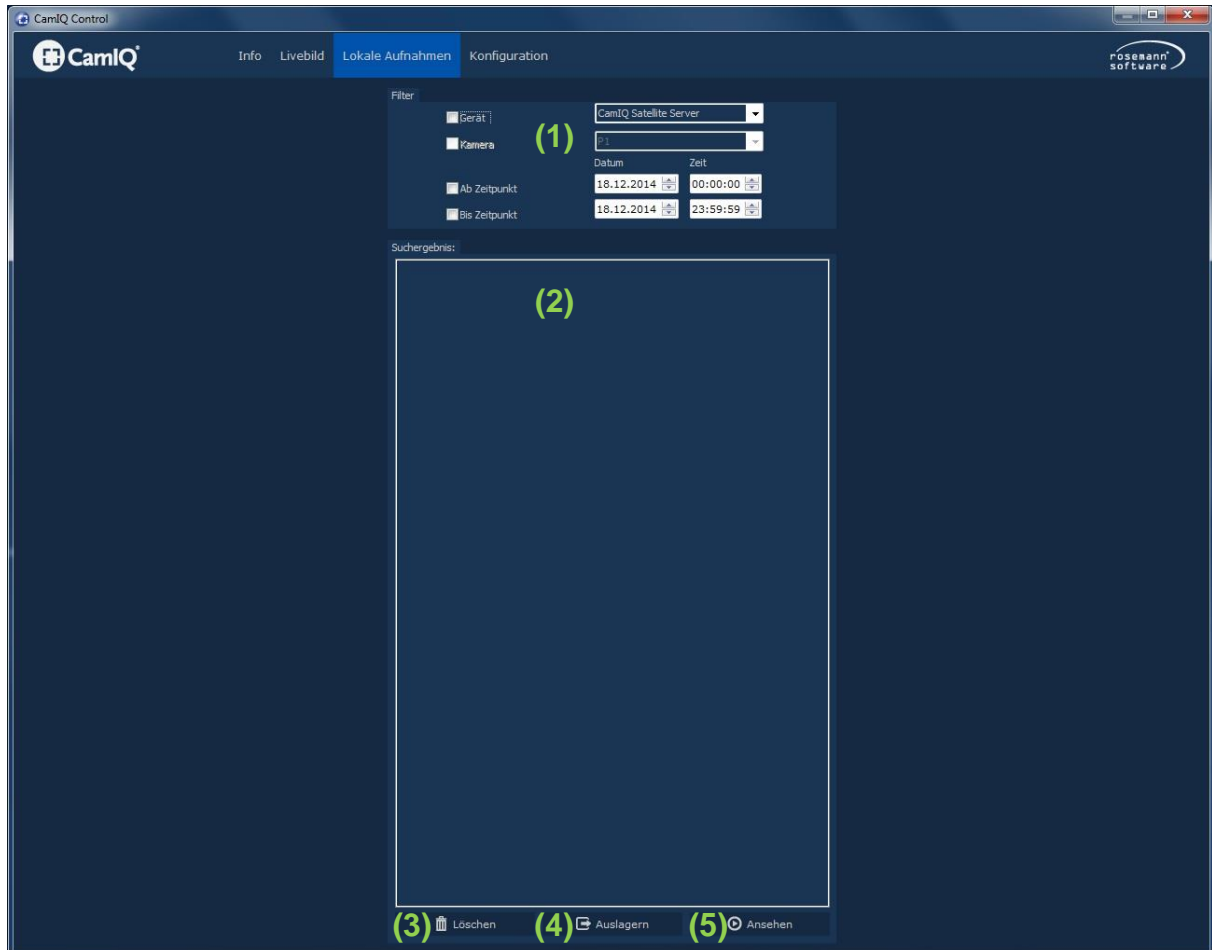 CamIQ Control
CamIQ Info Livebild Lokale Aufnahmen Konfiguration rosemann software
Filter
Gerät CamIQ Satellite Server
(1)
Kamera P1
Datum Zeit
Ab Zeitpunkt 18.12.2014 00:00:00
Bis Zeitpunkt 18.12.2014 23:59:59
Suchergebnis:
(2)
(3) Löschen (4) Auslagern (5) Ansehen